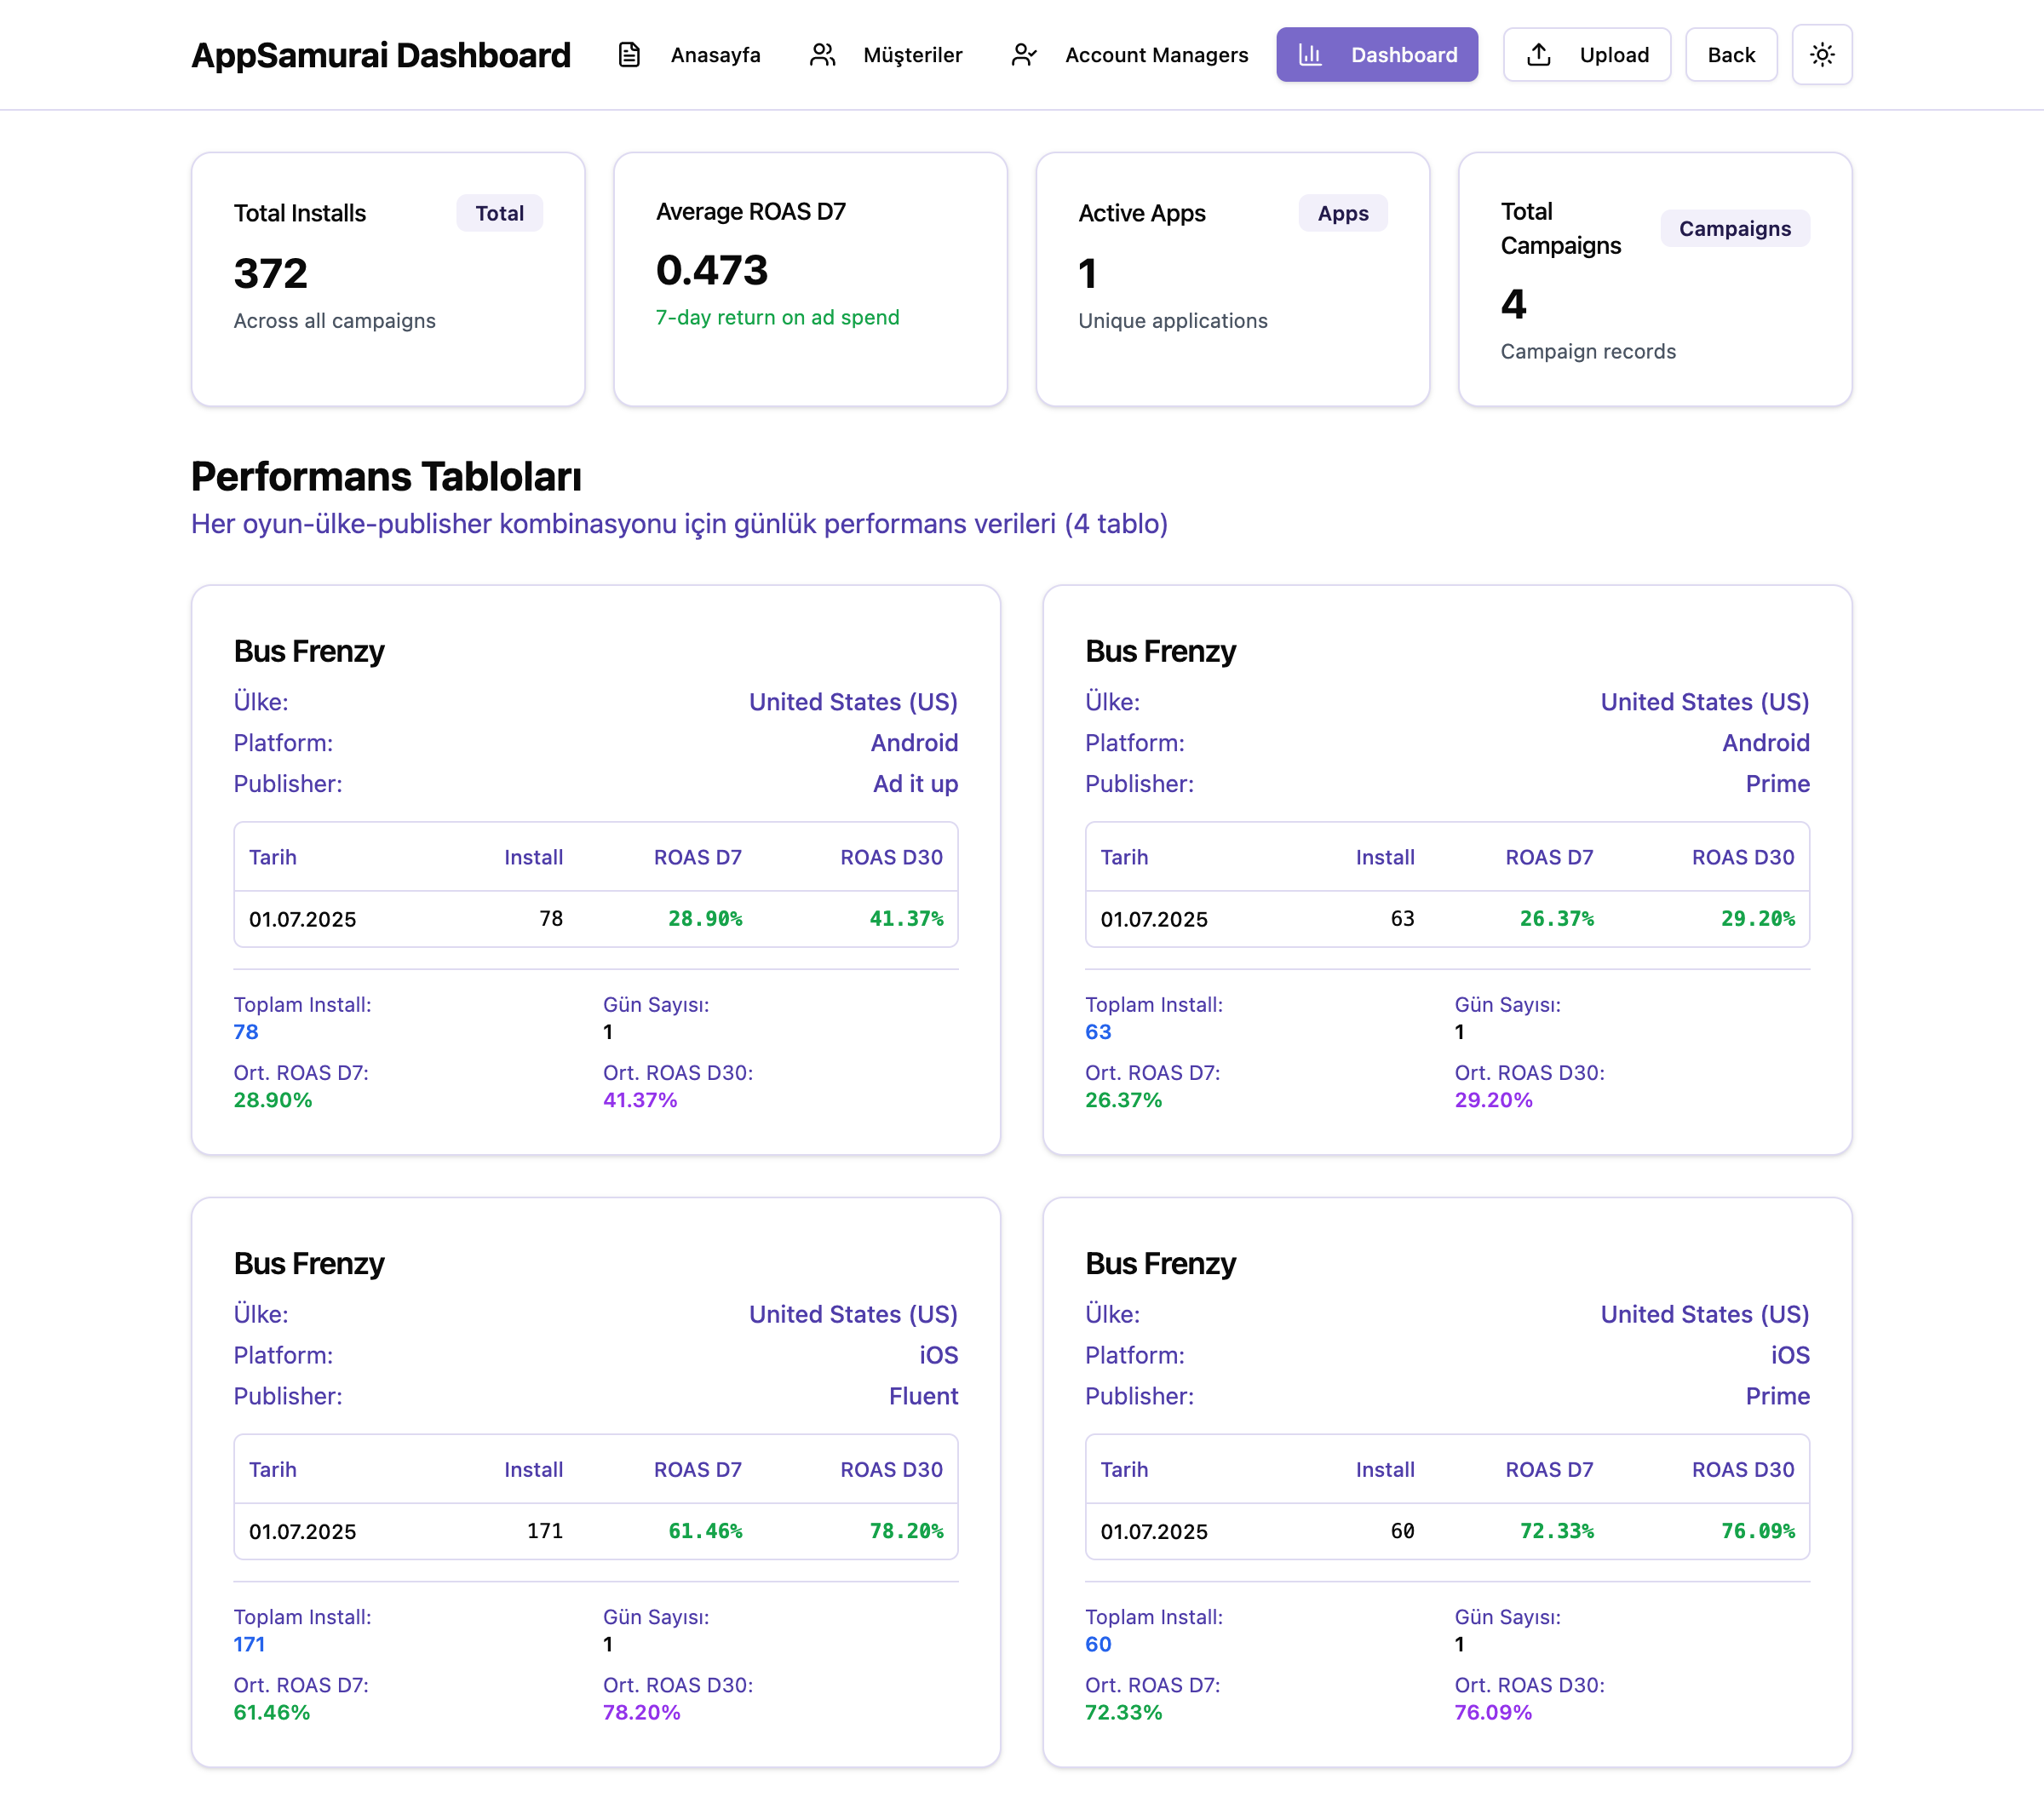 AppSamurai Dashboard Anasayfa Müşteriler Account Managers Dashboard Upload Back
Total Installs Total
372
Across all campaigns
Average ROAS D7
0.473
7-day return on ad spend
Active Apps Apps
1
Unique applications
Total
Campaigns
Campaigns
4
Campaign records
Performans Tabloları
Her oyun-ülke-publisher kombinasyonu için günlük performans verileri (4 tablo)
Bus Frenzy
Ülke: United States (US)
Platform: Android
Publisher: Ad it up
Tarih Install ROAS D7 ROAS D30
01.07.2025 78 28.90% 41.37%
Toplam Install: Gün Sayısı:
78 1
Ort. ROAS D7: Ort. ROAS D30:
28.90% 41.37%
Bus Frenzy
Ülke: United States (US)
Platform: Android
Publisher: Prime
Tarih Install ROAS D7 ROAS D30
01.07.2025 63 26.37% 29.20%
Toplam Install: Gün Sayısı:
63 1
Ort. ROAS D7: Ort. ROAS D30:
26.37% 29.20%
Bus Frenzy
Ülke: United States (US)
Platform: iOS
Publisher: Fluent
Tarih Install ROAS D7 ROAS D30
01.07.2025 171 61.46% 78.20%
Toplam Install: Gün Sayısı:
171 1
Ort. ROAS D7: Ort. ROAS D30:
61.46% 78.20%
Bus Frenzy
Ülke: United States (US)
Platform: iOS
Publisher: Prime
Tarih Install ROAS D7 ROAS D30
01.07.2025 60 72.33% 76.09%
Toplam Install: Gün Sayısı:
60 1
Ort. ROAS D7: Ort. ROAS D30:
72.33% 76.09%